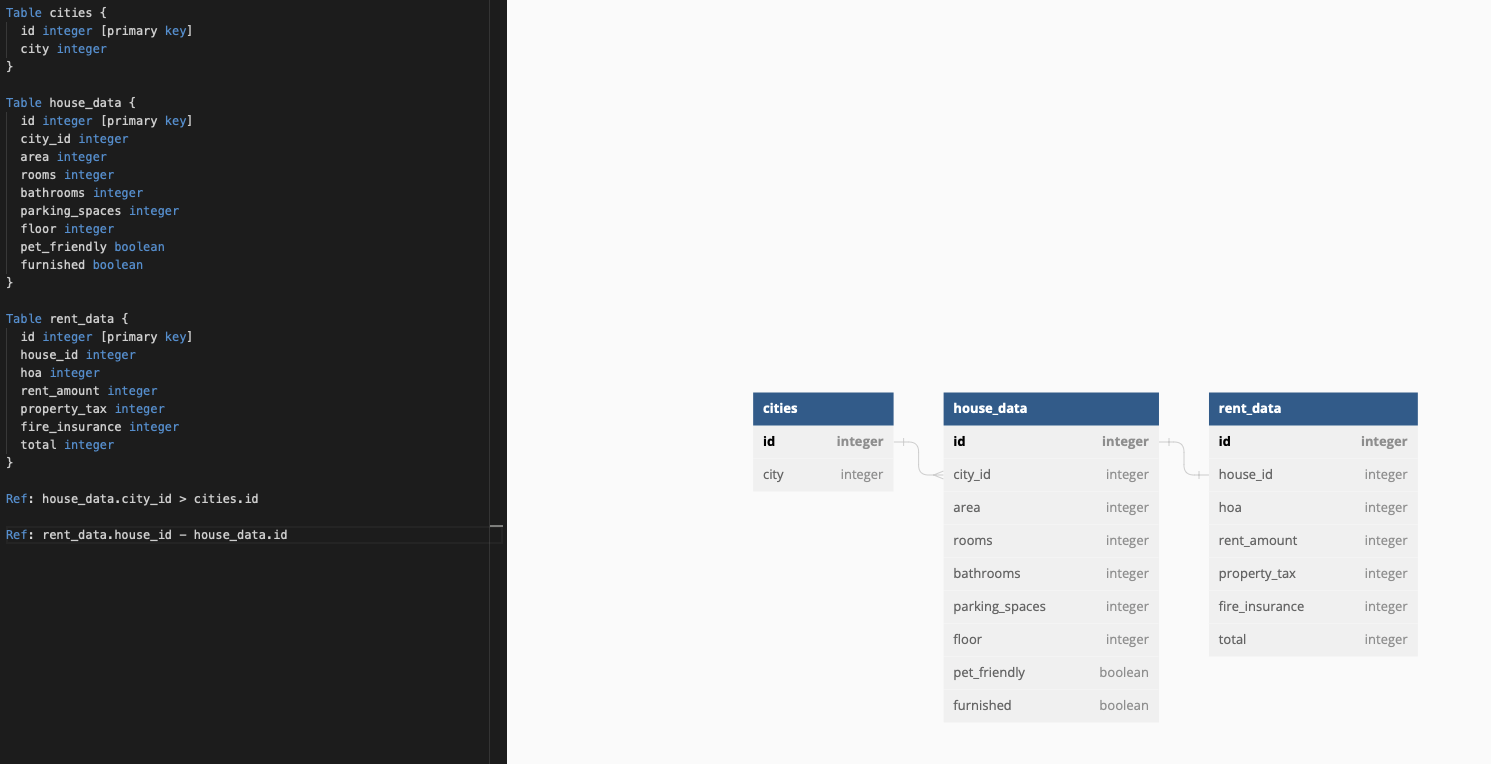 Table cities {
id integer [primary key]
city integer
}
Table house_data {
id integer [primary key]
city_id integer
area integer
rooms integer
bathrooms integer
parking_spaces integer
floor integer
pet_friendly boolean
furnished boolean
}
Table rent_data {
id integer [primary key]
house_id integer
hoa integer
rent_amount integer
property_tax integer
fire_insurance integer
total integer
}
Ref: house_data.city_id > cities.id
Ref: rent_data.house_id - house_data.id
cities
id integer
city integer
house_data
id integer
city_id integer
area integer
rooms integer
bathrooms integer
parking_spaces integer
floor integer
pet_friendly boolean
furnished boolean
rent_data
id integer
house_id integer
hoa integer
rent_amount integer
property_tax integer
fire_insurance integer
total integer